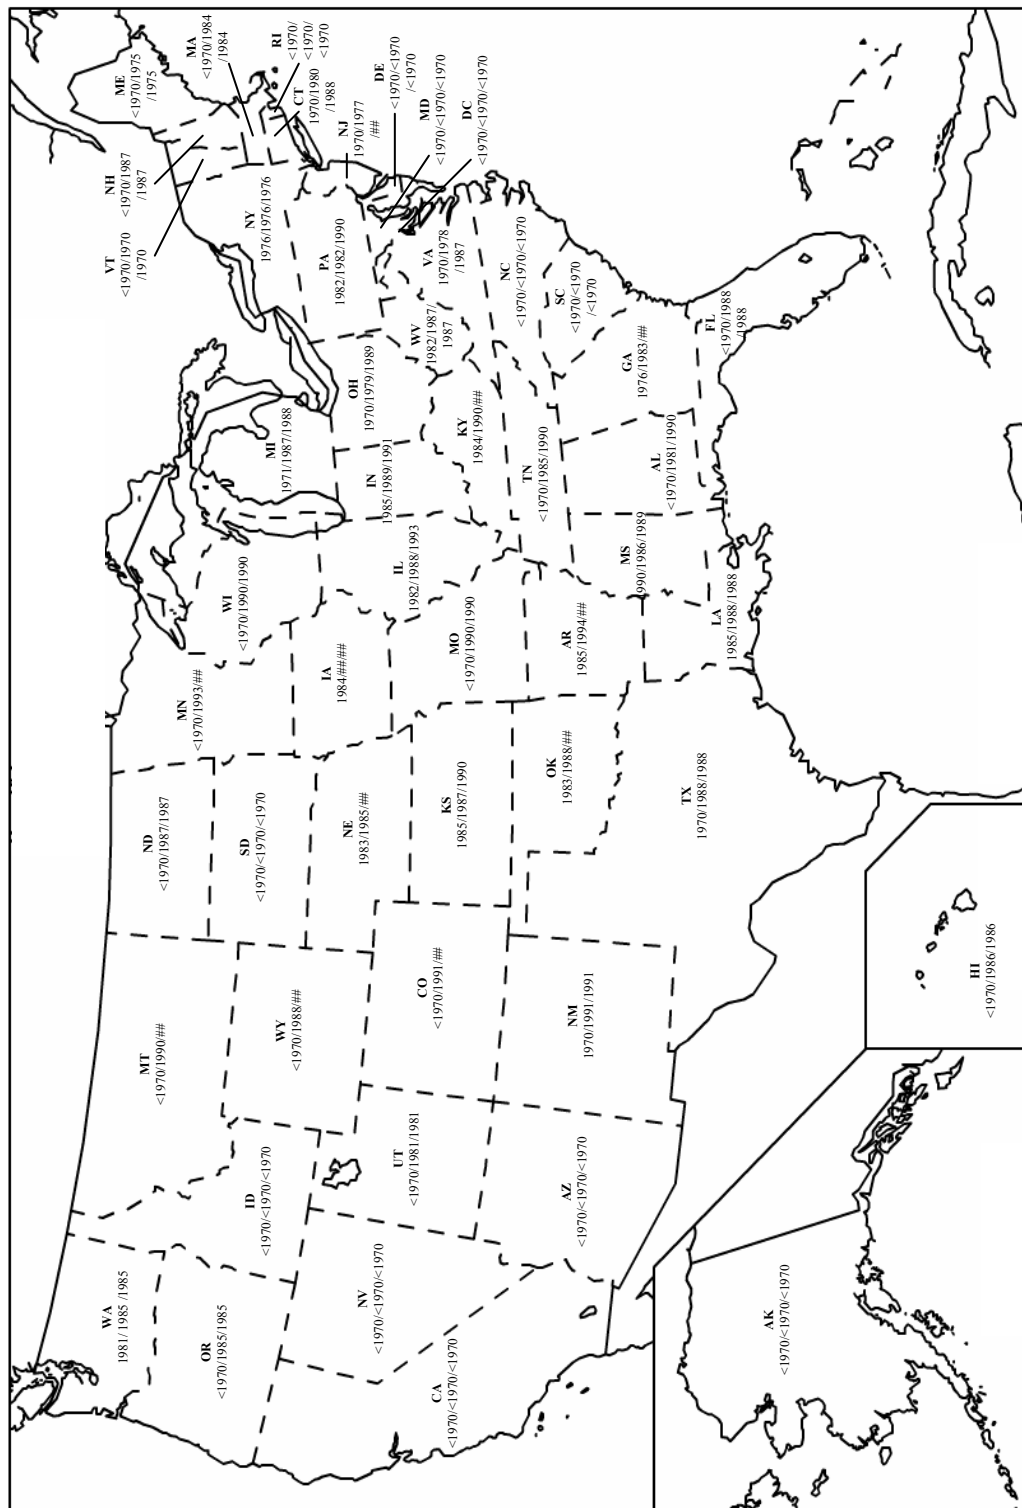 WA
1981/ 1985 /1985
OR
<1970/1985/1985
CA
<1970/<1970/<1970
NV
<1970/<1970/<1970
ID
<1970/<1970/<1970
MT
<1970/1990/##
WY
<1970/1988/##
UT
<1970/1981/1981
AZ
<1970/<1970/<1970
CO
<1970/1991/##
NM
1970/1991/1991
ND
<1970/1987/1987
SD
<1970/<1970/<1970
NE
1983/1985/##
KS
1985/1987/1990
OK
1983/1988/##
TX
1970/1988/1988
MN
<1970/1993/##
IA
1984/##/##
MO
<1970/1990/1990
AR
1985/1994/##
LA
1985/1988/1988
WI
<1970/1990/1990
IL
1982/1988/1993
MS
1990/1986/1989
MI
1971/1987/1988
IN
1985/1989/1991
KY
1984/1990/##
TN
<1970/1985/1990
AL
<1970/1981/1990
OH
1970/1979/1989
WV
1982/1987/
1987
GA
1976/1983/##
FL
<1970/1988
/1988
SC
<1970/<1970
/<1970
NC
<1970/<1970/<1970
VA
1970/1978
/1987
PA
1982/1982/1990
NY
1976/1976/1976
VT
<1970/1970
/1970
NH
<1970/1987
/1987
ME
<1970/1975
/1975
MA
<1970/1984
/1984
RI
<1970/
<1970/
<1970
CT
1970/1980
/1988
NJ
1970/1977
/##
DE
<1970/<1970
/<1970
MD
<1970/<1970/<1970
DC
<1970/<1970/<1970
AK
<1970/<1970/<1970
HI
<1970/1986/1986